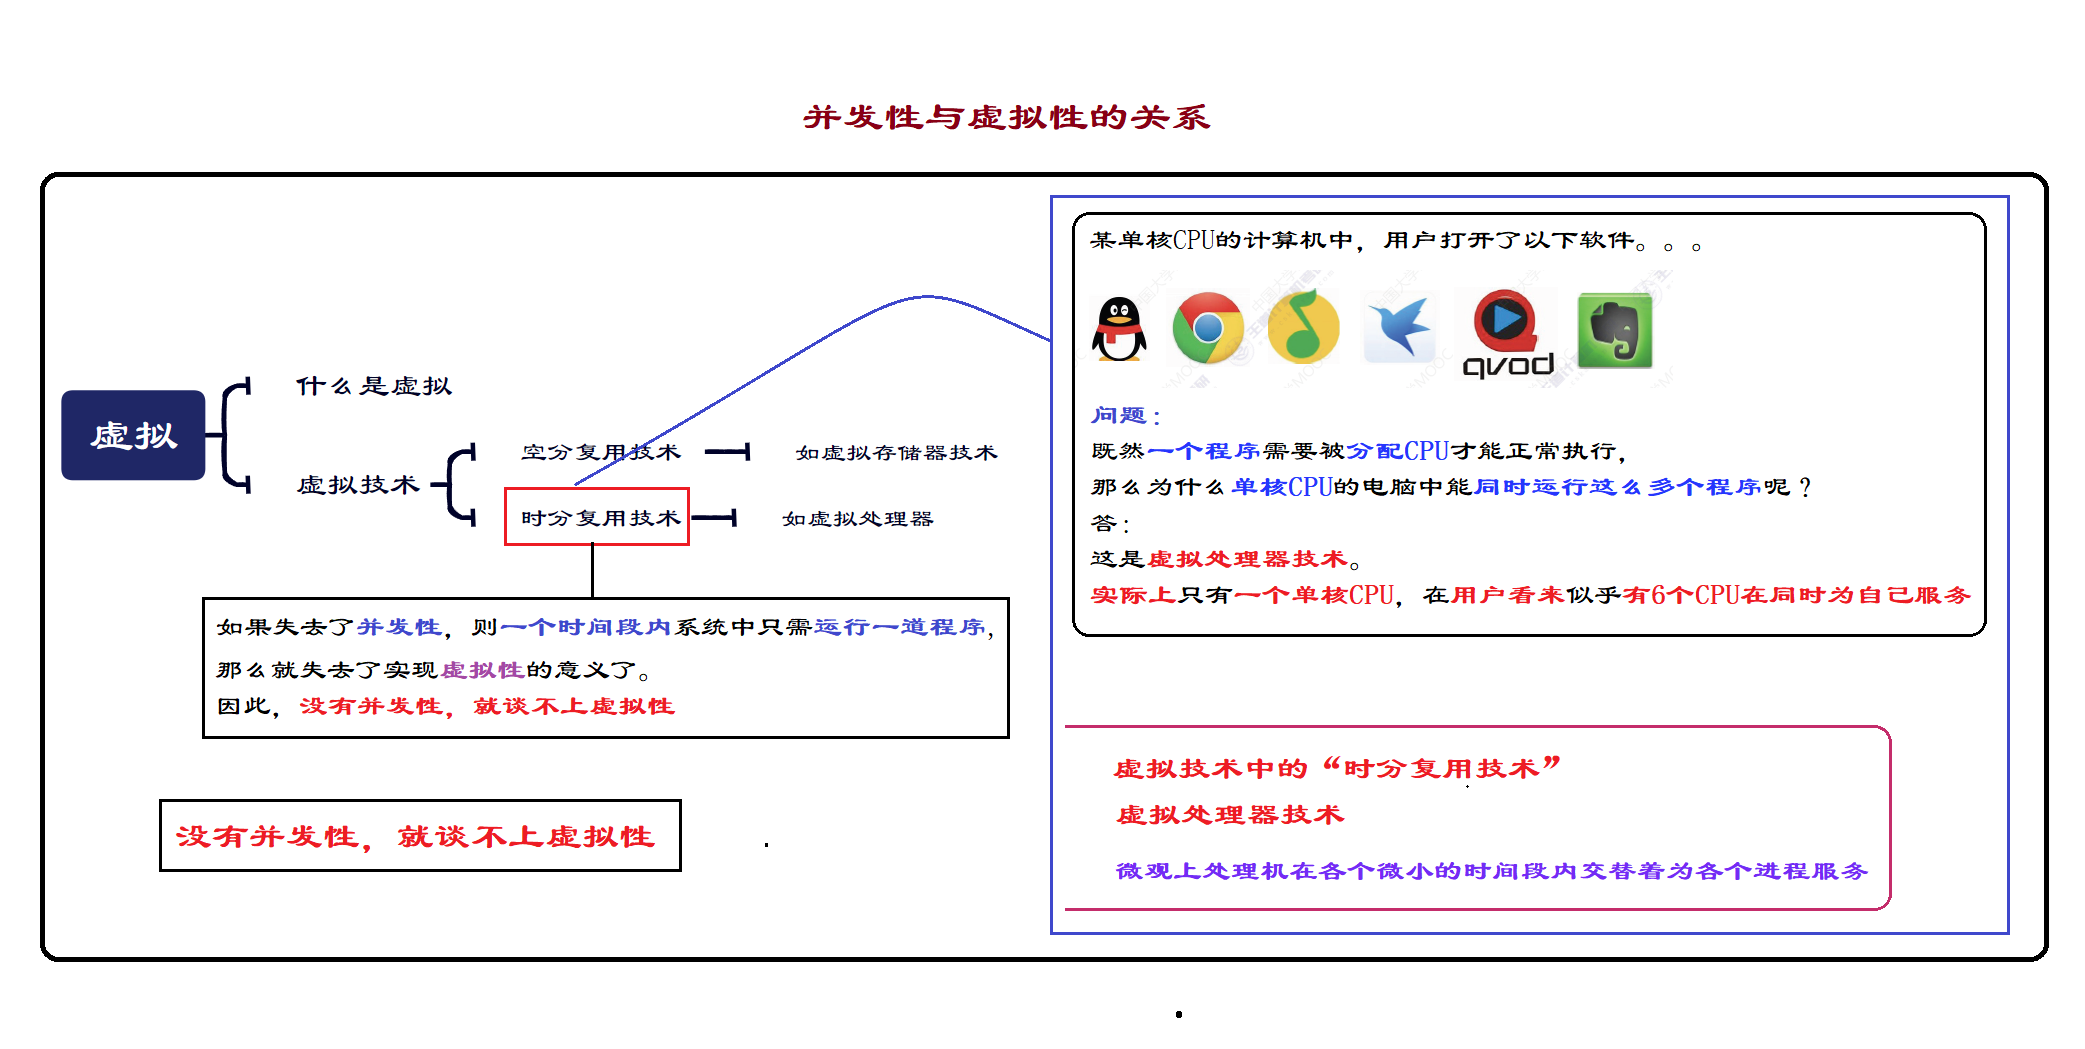 并发性与虚拟性的关系
虚拟
什么是虚拟
虚拟技术
空分复用技术
如虚拟存储器技术
时分复用技术
如虚拟处理器
如果失去了并发性，则一个时间段内系统中只需运行一道程序,
那么就失去了实现虚拟性的意义了。
因此，没有并发性，就谈不上虚拟性
没有并发性，就谈不上虚拟性
某单核CPU的计算机中，用户打开了以下软件。。。
qvod
问题：
既然一个程序需要被分配CPU才能正常执行，
那么为什么单核CPU的电脑中能同时运行这么多个程序呢？
答：
这是虚拟处理器技术。
实际上只有一个单核CPU，在用户看来似乎有6个CPU在同时为自己服务
虚拟技术中的“时分复用技术”
虚拟处理器技术
微观上处理机在各个微小的时间段内交替着为各个进程服务